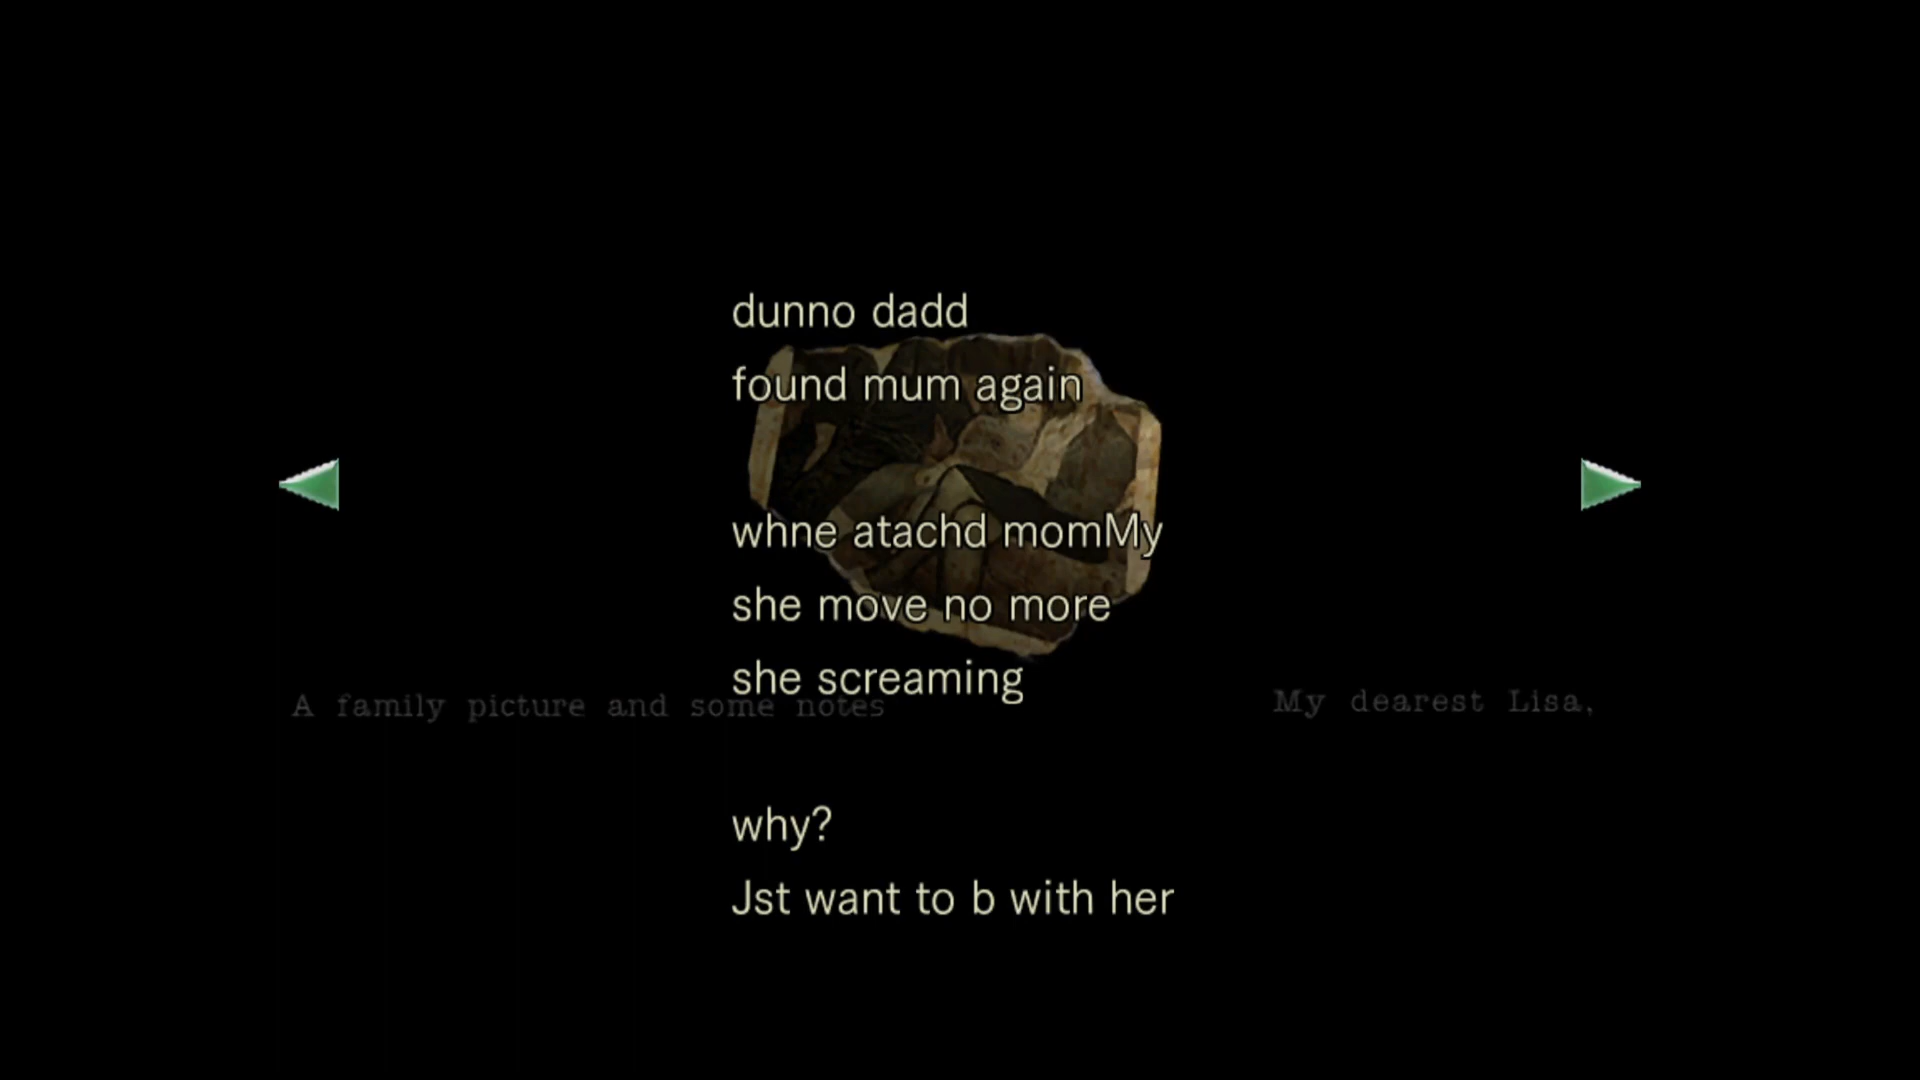 dunno dadd
found mum again
whne atachd momMy
she move no more
she screaming
A family picture and some notes
My dearest Lisa,
why?
Jst want to b with her